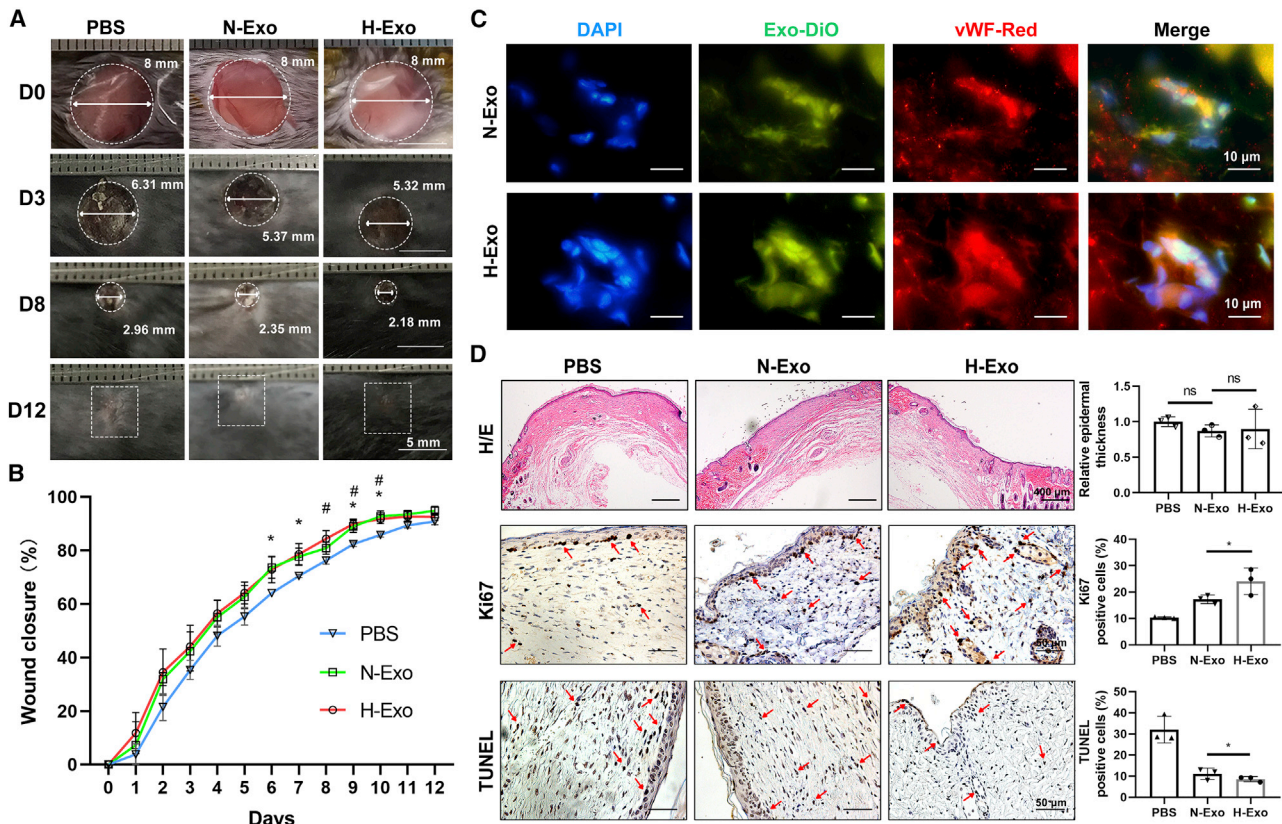 A
PBS
N-Exo
H-Exo
D0
8 mm
8 mm
8 mm
D3
6.31 mm
5.37 mm
5.32 mm
D8
2.96 mm
2.35 mm
2.18 mm
D12
5 mm
B
Wound closure (%)
100
80
60
40
20
0
# # #
* * * *
PBS
N-Exo
H-Exo
0 1 2 3 4 5 6 7 8 9 10 11 12
Days
C
DAPI
Exo-DiO
vWF-Red
Merge
N-Exo
10 μm
H-Exo
10 μm
D
PBS
N-Exo
H-Exo
H/E
400 μm
Relative epidermal
thickness
1.5
1.0
0.5
0.0
ns
ns
PBS N-Exo H-Exo
Ki67
50 μm
Ki67
positive cells (%)
40
30
20
10
0
*
PBS N-Exo H-Exo
TUNEL
50 μm
TUNEL
positive cells (%)
50
40
30
20
10
0
*
PBS N-Exo H-Exo